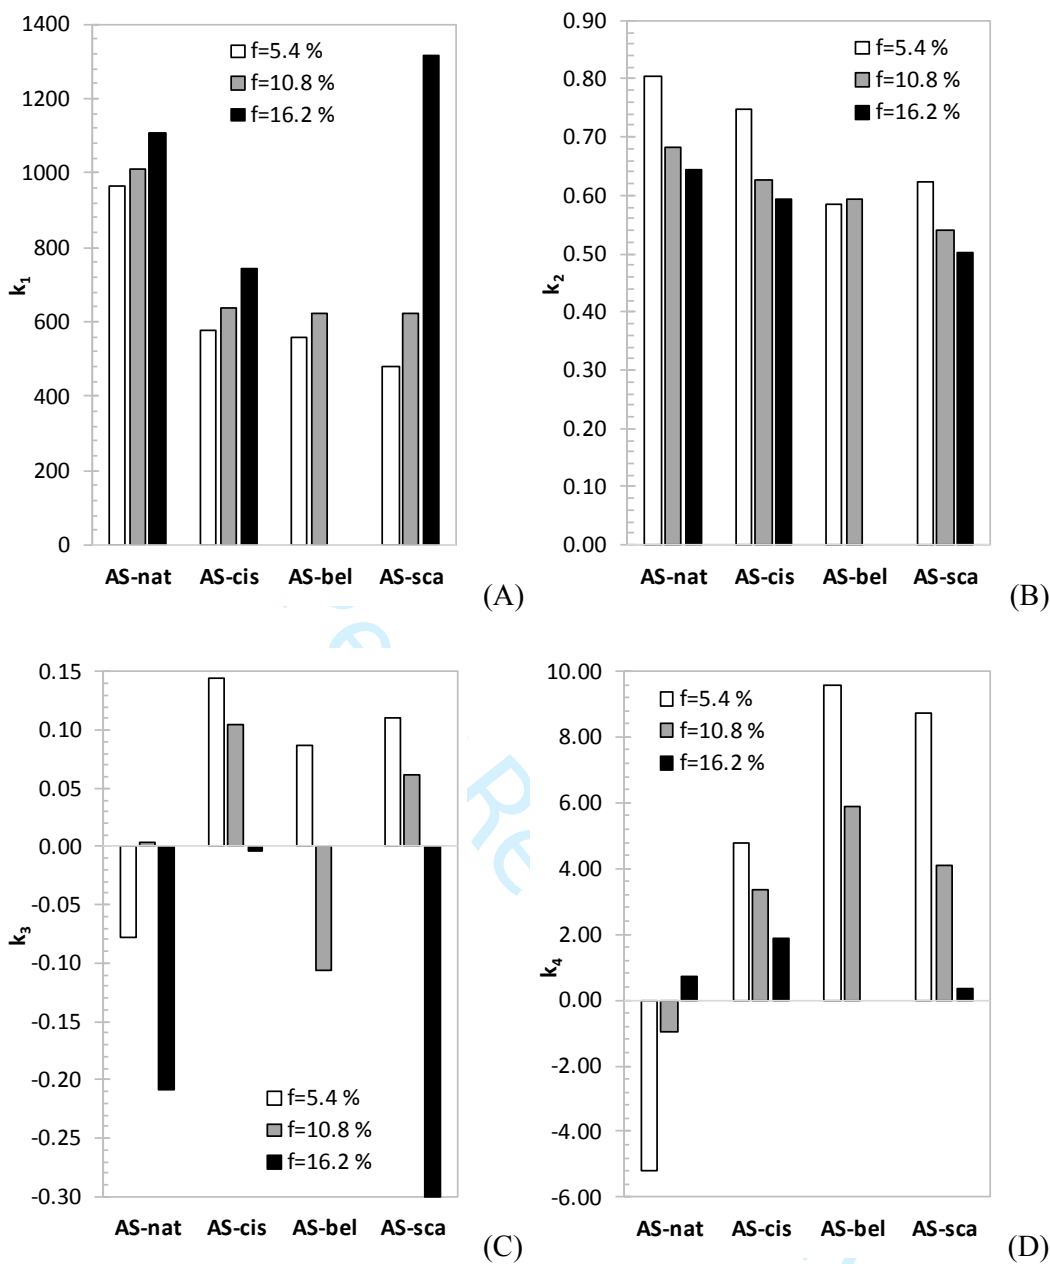 1400
1200
1000
800
600
400
200
0
k1
f=5.4 %
f=10.8 %
f=16.2 %
AS-nat AS-cis AS-bel AS-sca
(A)
0.90
0.80
0.70
0.60
0.50
0.40
0.30
0.20
0.10
0.00
k2
f=5.4 %
f=10.8 %
f=16.2 %
AS-nat AS-cis AS-bel AS-sca
(B)
0.15
0.10
0.05
0.00
-0.05
-0.10
-0.15
-0.20
-0.25
-0.30
k3
f=5.4 %
f=10.8 %
f=16.2 %
AS-nat AS-cis AS-bel AS-sca
(C)
10.00
8.00
6.00
4.00
2.00
0.00
-2.00
-4.00
-6.00
k4
f=5.4 %
f=10.8 %
f=16.2 %
AS-nat AS-cis AS-bel AS-sca
(D)
Re